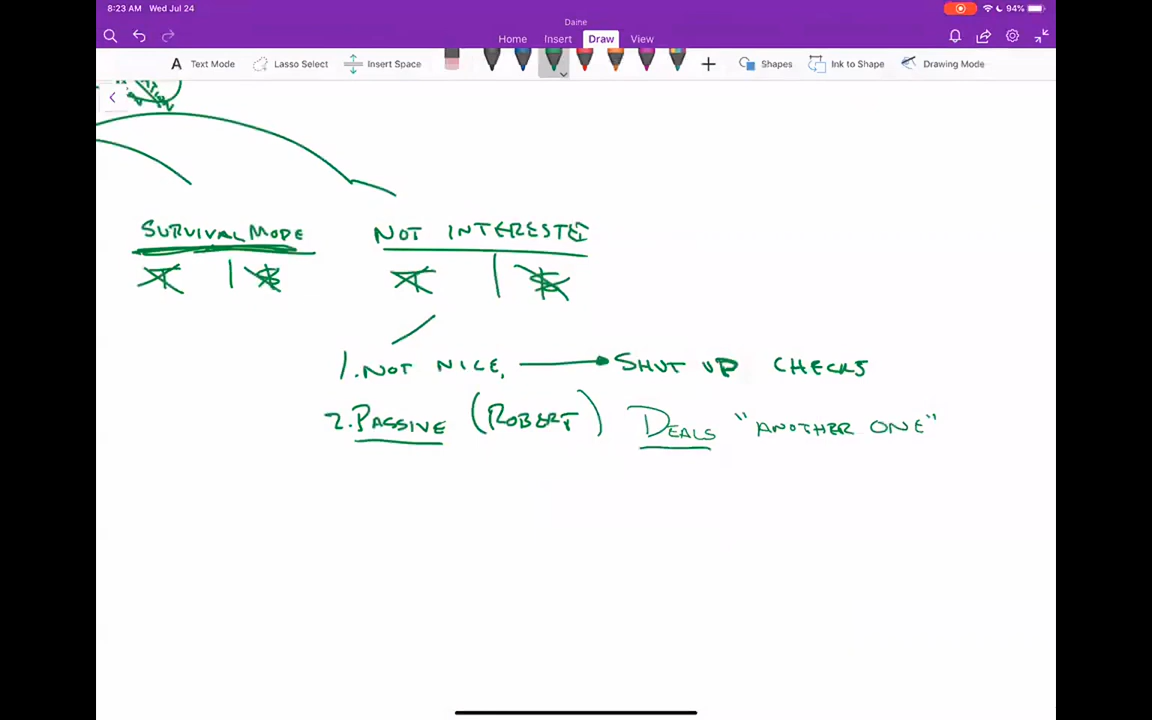 8:23 AM Wed Jul 24
94%
Daine
Home Insert Draw View
Text Mode Lasso Select Insert Space Shapes Ink to Shape Drawing Mode
SURVIVAL MODE
NOT INTERESTE
T | $
T | $
1. NOT NICE, SHUT UP CHECKS
2. PASSIVE (ROBERT) DEALS "ANOTHER ONE"